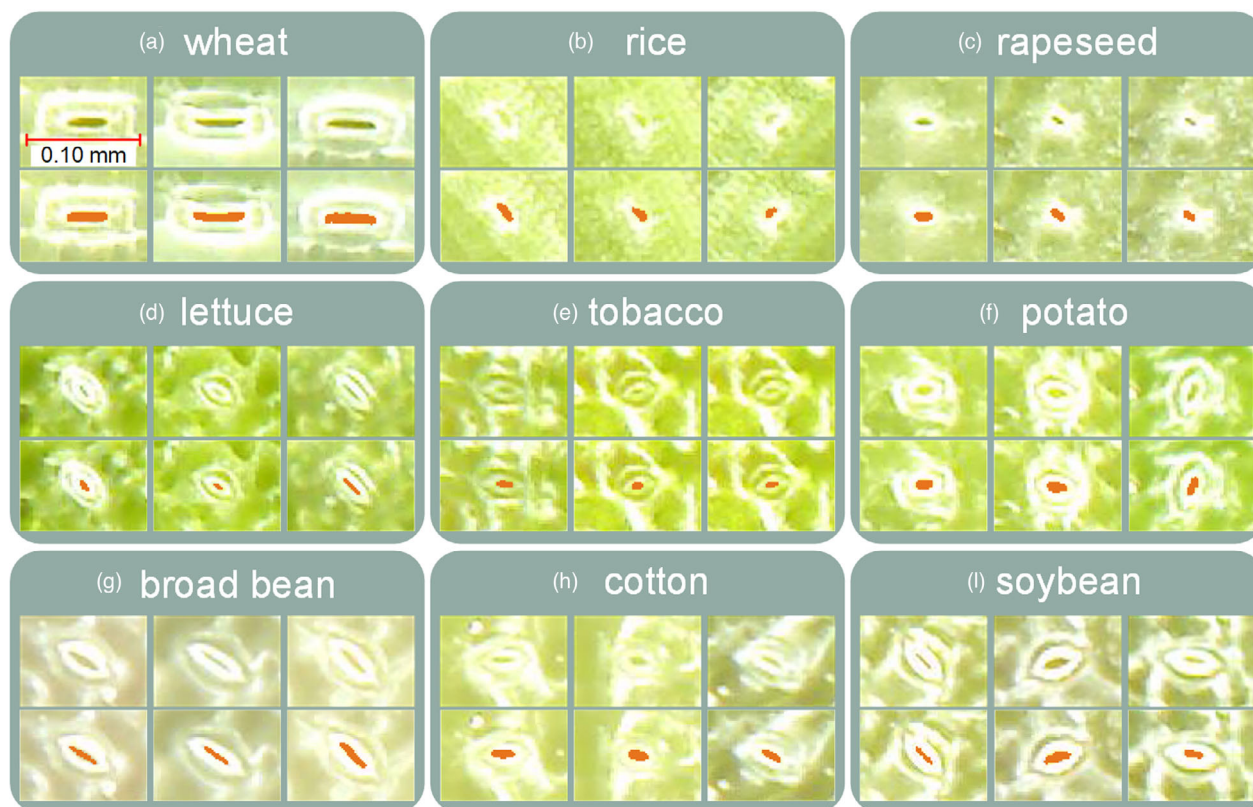 (a) wheat
(b) rice
(c) rapeseed
0.10 mm
(d) lettuce
(e) tobacco
(f) potato
(g) broad bean
(h) cotton
(l) soybean